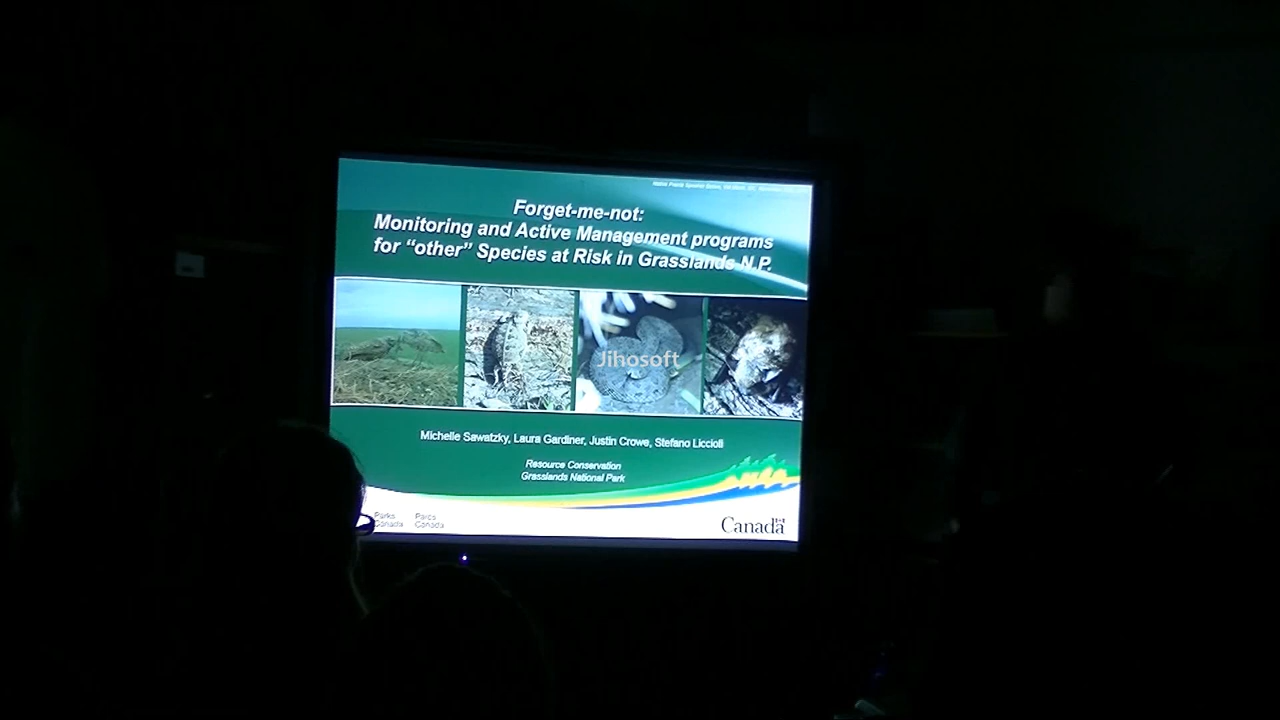 Forget-me-not:
Monitoring and Active Management programs
for “other” Species at Risk in Grasslands N.P.
Jihosoft
Michelle Sawatzky, Laura Gardiner, Justin Crowe, Stefano Liccioli
Resource Conservation
Grasslands National Park
Parks Parcs
Canada Canada
Canada